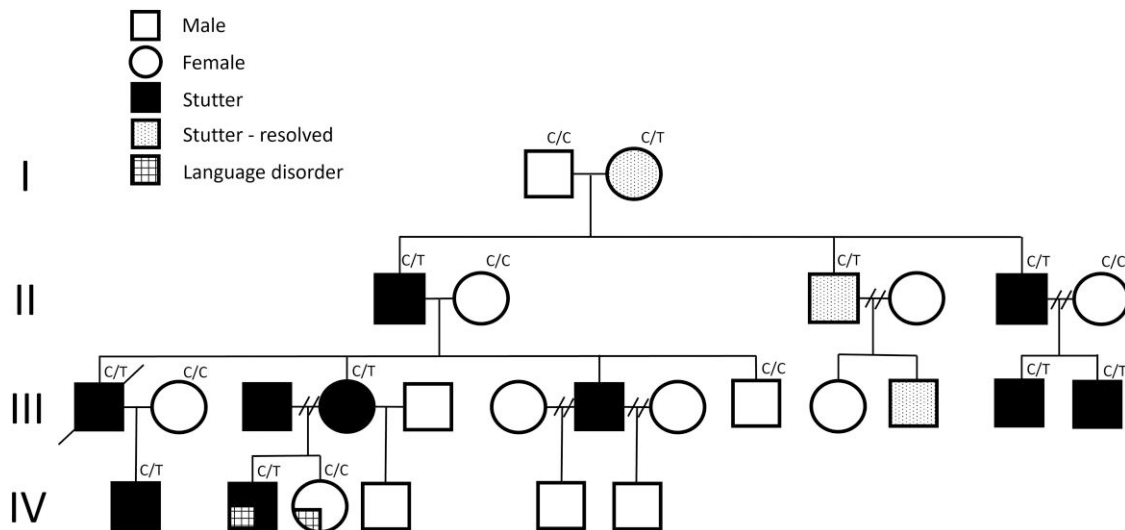 Male
Female
Stutter
Stutter - resolved
Language disorder
C/C C/T
I
C/T C/C C/T C/T C/C
II
C/T C/C C/T C/C C/T C/T
III
C/T C/T C/C
IV